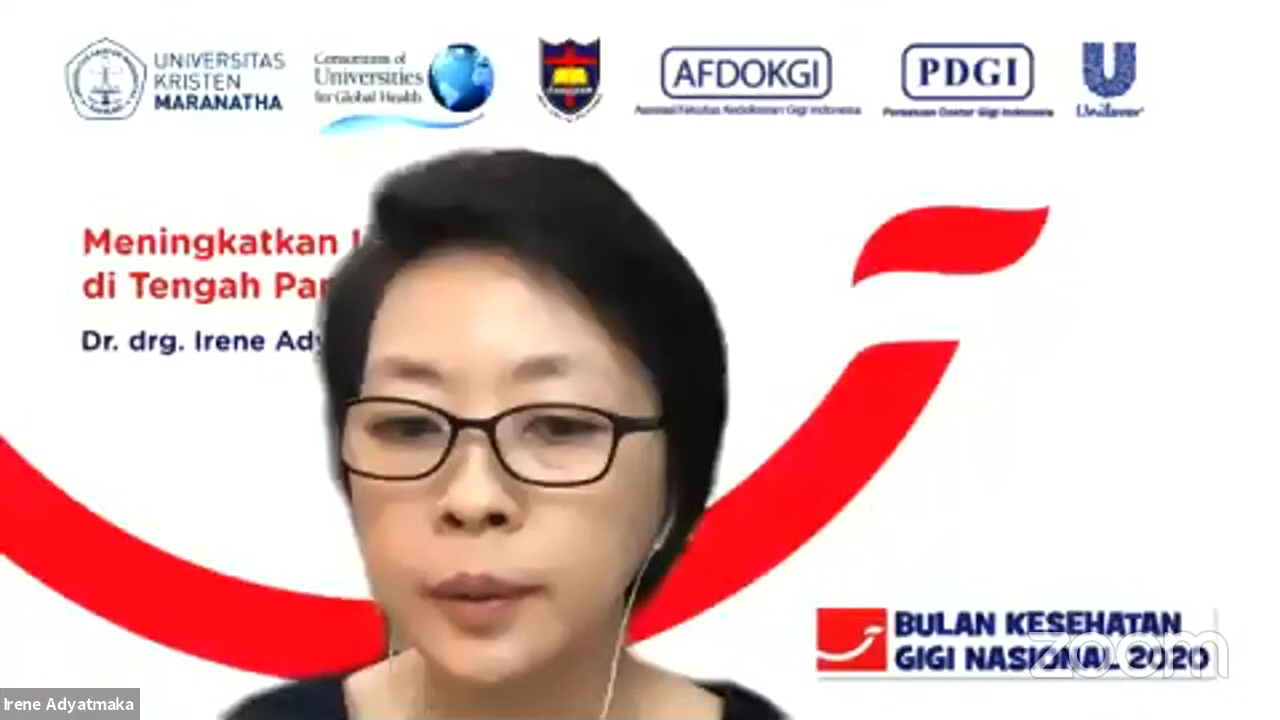 UNIVERSITAS
KRISTEN
MARANATHA
Consortium of
Universities
for Global Health
AFDOKGI
Asosiasi Fakultas Kedokteran Gigi Indonesia
PDGI
Persatuan Dokter Gigi Indonesia
Unilever
Meningkatkan
di Tengah Pan
Dr. drg. Irene Ady
BULAN KESEHATAN
GIGI NASIONAL 2020
zoom
Irene Adyatmaka